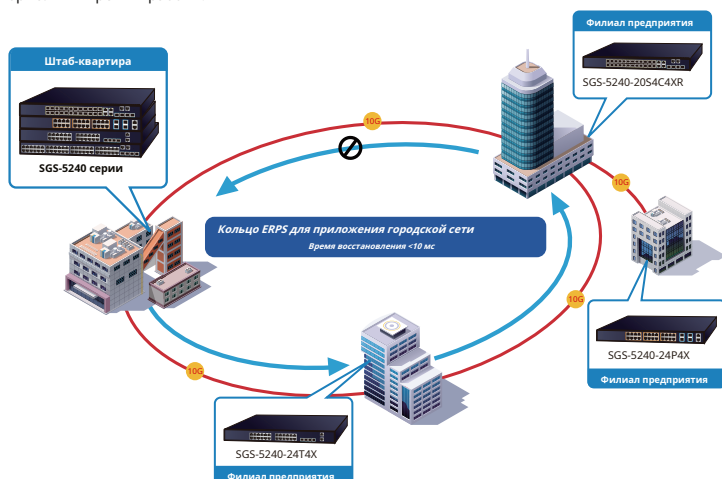 Филиал предприятия
SGS-5240-20S4C4XR
Штаб-квартира
SGS-5240 серии
10G
10G
Кольцо ERPS для приложения городской сети
Время восстановления <10 мс
10G
10G
SGS-5240-24P4X
Филиал предприятия
SGS-5240-24T4X
Филиал предприятия